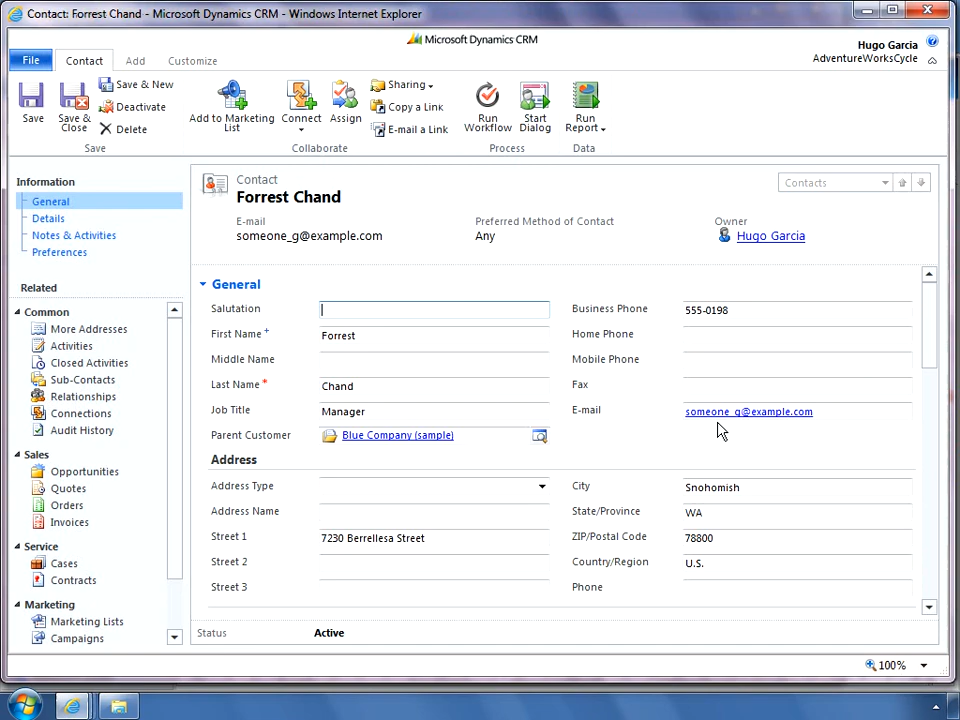 Contact: Forrest Chand - Microsoft Dynamics CRM - Windows Internet Explorer
Microsoft Dynamics CRM
Hugo Garcia
AdventureWorksCycle
File
Contact
Add
Customize
Save
Save & Close
Save & New
Deactivate
Delete
Save
Add to Marketing List
Connect
Assign
Sharing
Copy a Link
E-mail a Link
Collaborate
Run Workflow
Start Dialog
Process
Run Report
Data
Information
General
Details
Notes & Activities
Preferences
Related
Common
More Addresses
Activities
Closed Activities
Sub-Contacts
Relationships
Connections
Audit History
Sales
Opportunities
Quotes
Orders
Invoices
Service
Cases
Contracts
Marketing
Marketing Lists
Campaigns
Contact
Forrest Chand
Contacts
E-mail
someone_g@example.com
Preferred Method of Contact
Any
Owner
Hugo Garcia
General
Salutation
Business Phone 555-0198
First Name + Forrest
Home Phone
Middle Name
Mobile Phone
Last Name * Chand
Fax
Job Title Manager
E-mail someone_g@example.com
Parent Customer Blue Company (sample)
Address
Address Type
City Snohomish
Address Name
State/Province WA
Street 1 7230 Berrellesa Street
ZIP/Postal Code 78800
Street 2
Country/Region U.S.
Street 3
Phone
Status Active
100%